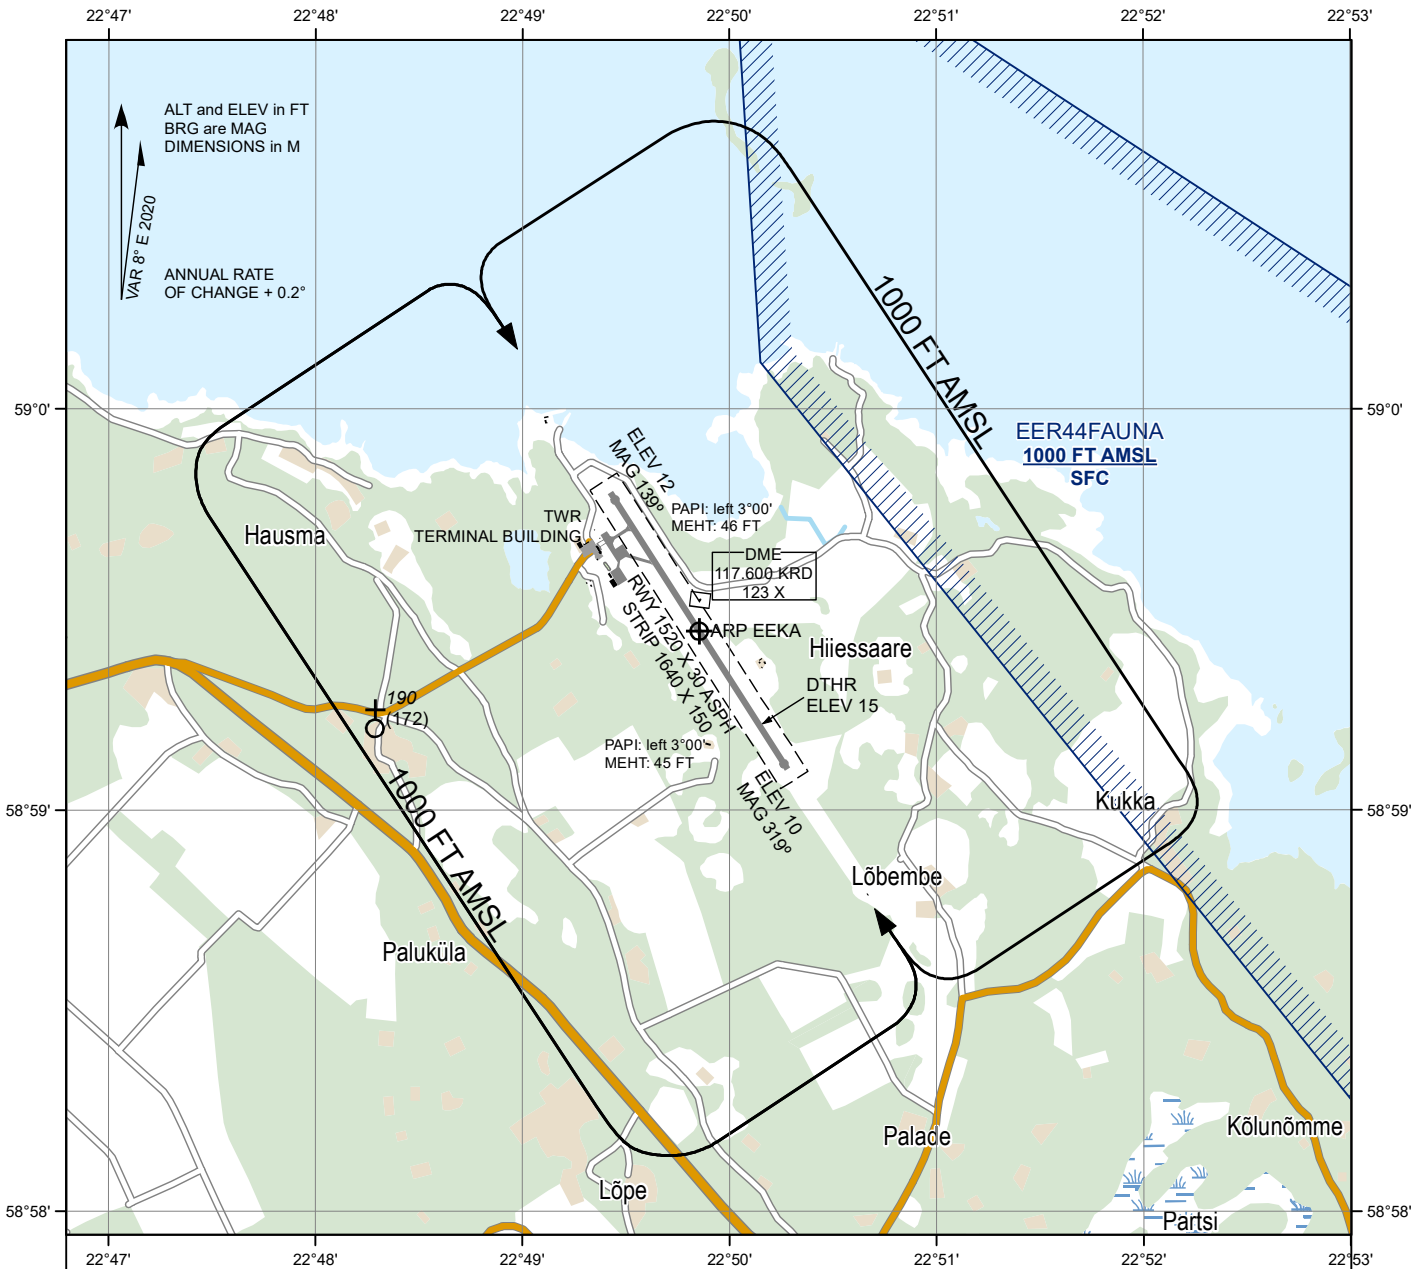 22°47'
22°48'
22°49'
22°50'
22°51'
22°52'
22°53'
ALT and ELEV in FT
BRG are MAG
DIMENSIONS in M
VAR 8° E 2020
ANNUAL RATE
OF CHANGE + 0.2°
1000 FT AMSL
59°0'
59°0'
EER44FAUNA
1000 FT AMSL
SFC
ELEV 12
MAG 139º
PAPI: left 3°00'
MEHT: 46 FT
TWR
TERMINAL BUILDING
Hausma
DME
117.600 KRD
123 X
RWY 1520 X 30 ASPH
STRIP 1640 X 150
ARP EEKA
Hiiessaare
DTHR
ELEV 15
190
(172)
PAPI: left 3°00'
MEHT: 45 FT
ELEV 10
MAG 319º
1000 FT AMSL
Kukka
58°59'
58°59'
Lõbembe
Paluküla
Palade
Kõlunõmme
Lõpe
Partsi
58°58'
58°58'
22°47'
22°48'
22°49'
22°50'
22°51'
22°52'
22°53'